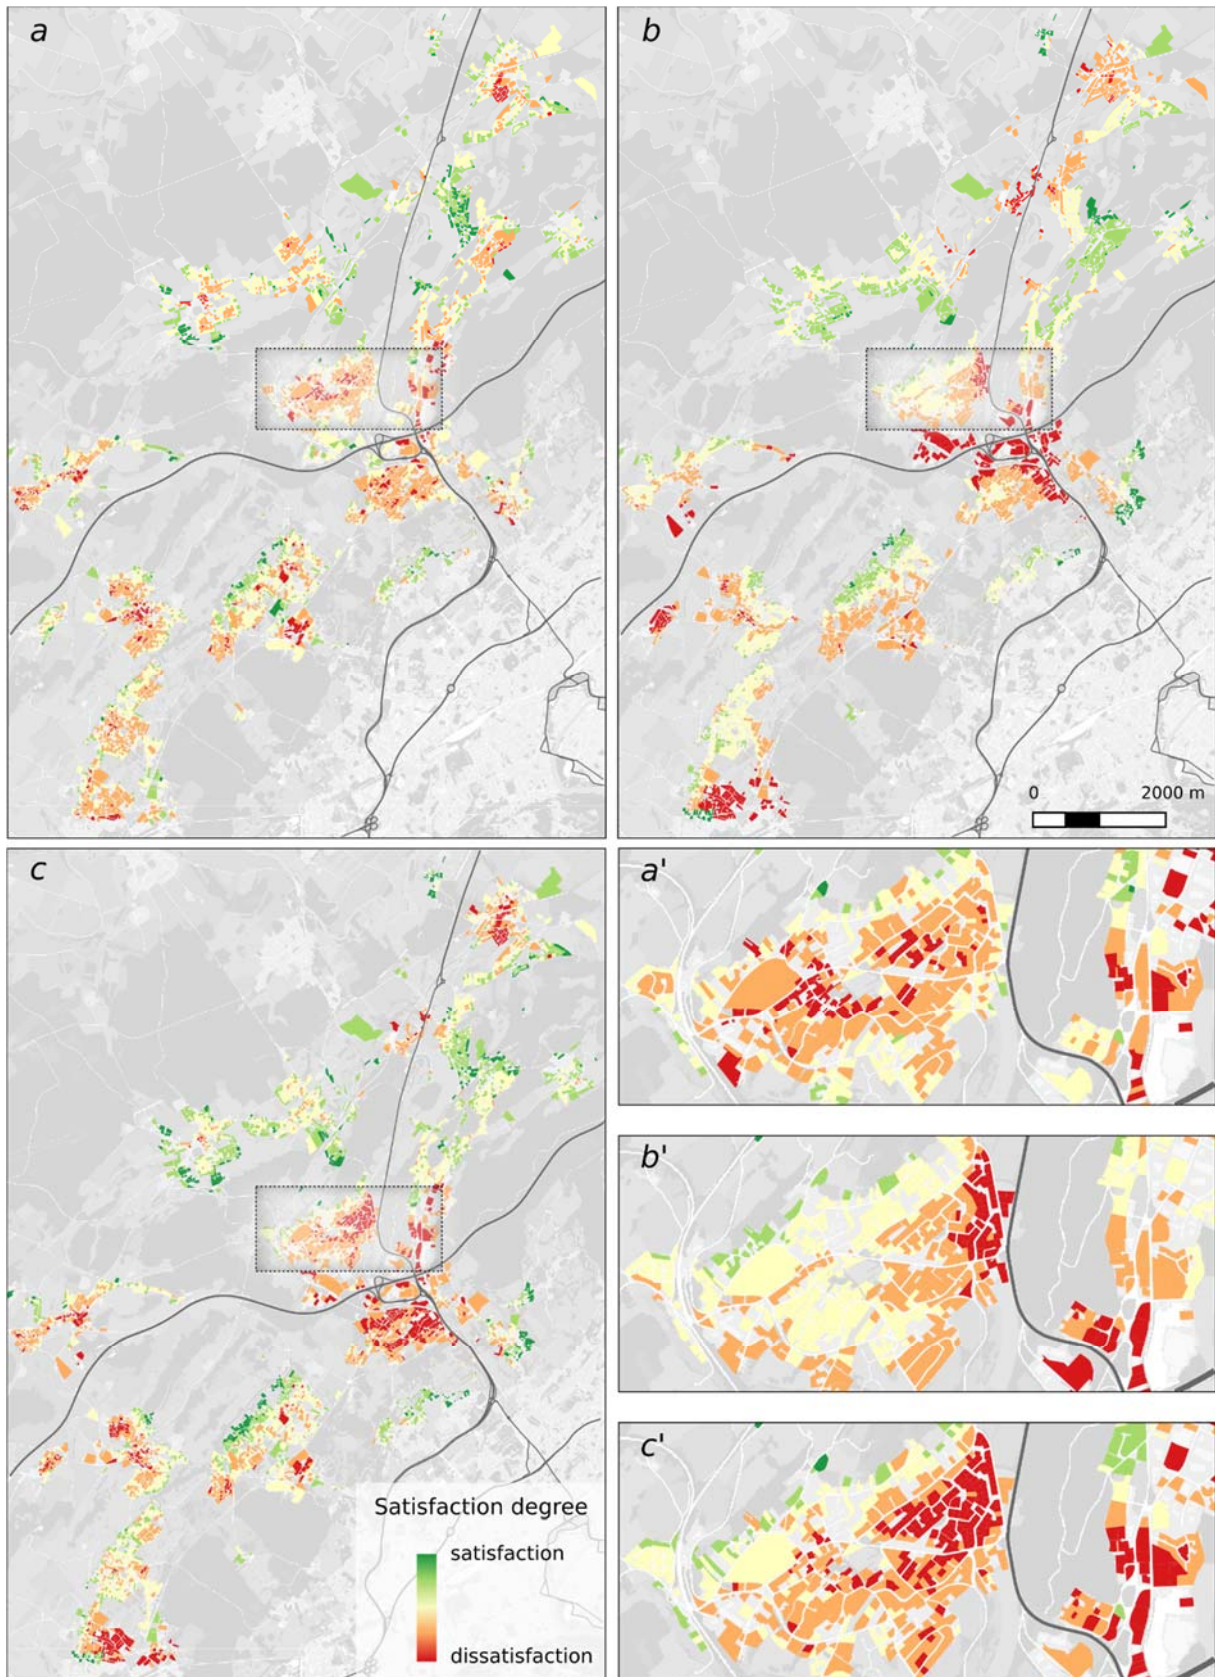 a
b
0 2000 m
c
a'
b'
c'
Satisfaction degree
satisfaction
dissatisfaction